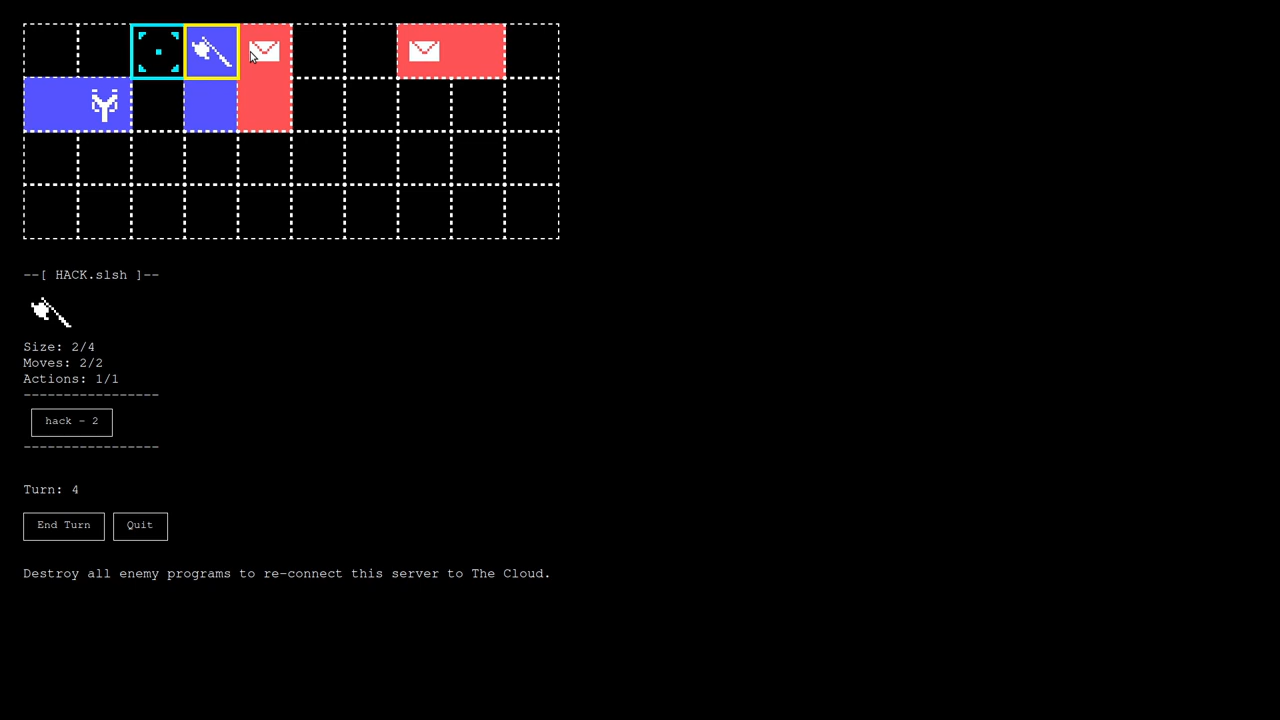 --[ HACK.slsh ]--
Size: 2/4
Moves: 2/2
Actions: 1/1
-----------------
hack - 2
-----------------
Turn: 4
End Turn
Quit
Destroy all enemy programs to re-connect this server to The Cloud.